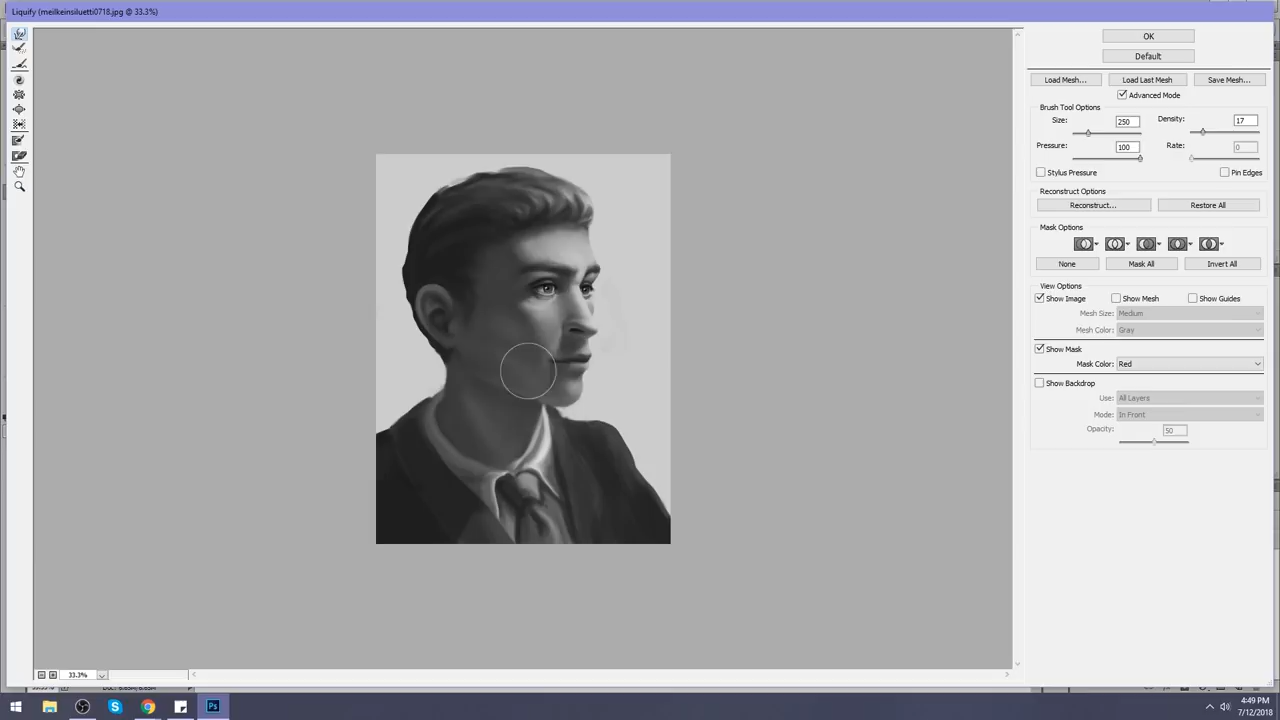 Liquify (meilkeinsiluetti0718.jpg @ 33.3%)
OK
Default
Load Mesh...
Load Last Mesh
Save Mesh...
Advanced Mode
Brush Tool Options
Size:
250
Density:
17
Pressure:
100
Rate:
0
Stylus Pressure
Pin Edges
Reconstruct Options
Reconstruct...
Restore All
Mask Options
None
Mask All
Invert All
View Options
Show Image
Show Mesh
Show Guides
Mesh Size:
Medium
Mesh Color:
Gray
Show Mask
Mask Color:
Red
Show Backdrop
Use:
All Layers
Mode:
In Front
Opacity:
50
33.3%
Ps
4:49 PM
7/12/2018